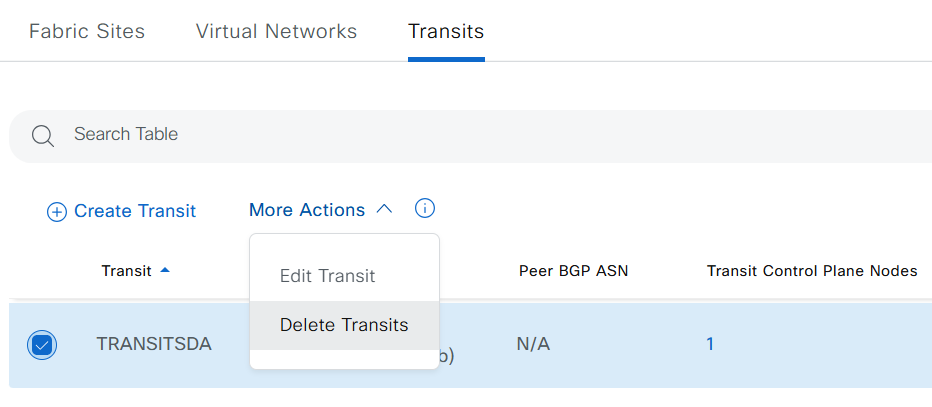 Fabric Sites Virtual Networks Transits
Search Table
Create Transit More Actions
Edit Transit
Transit Peer BGP ASN Transit Control Plane Nodes
Delete Transits
TRANSITSDA b) N/A 1